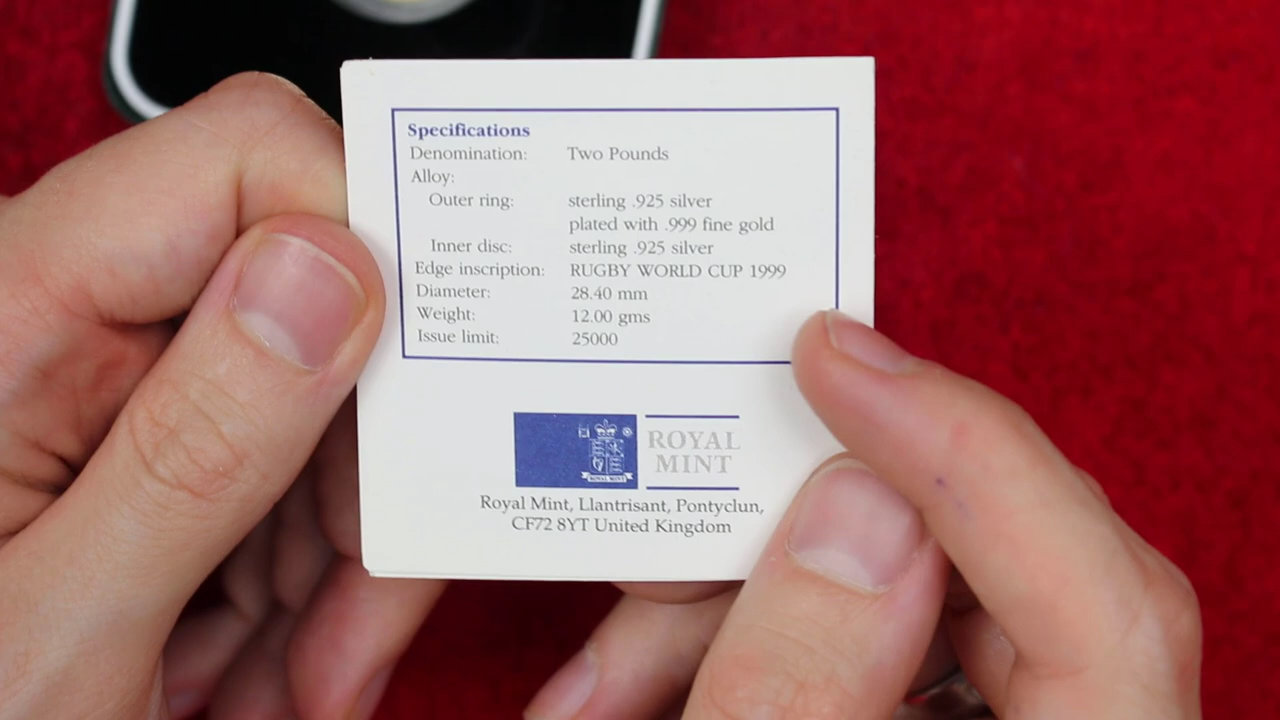 Specifications
Denomination: Two Pounds
Alloy:
Outer ring: sterling .925 silver
plated with .999 fine gold
Inner disc: sterling .925 silver
Edge inscription: RUGBY WORLD CUP 1999
Diameter: 28.40 mm
Weight: 12.00 gms
Issue limit: 25000
ROYAL MINT
ROYAL
MINT
Royal Mint, Llantrisant, Pontyclun,
CF72 8YT United Kingdom